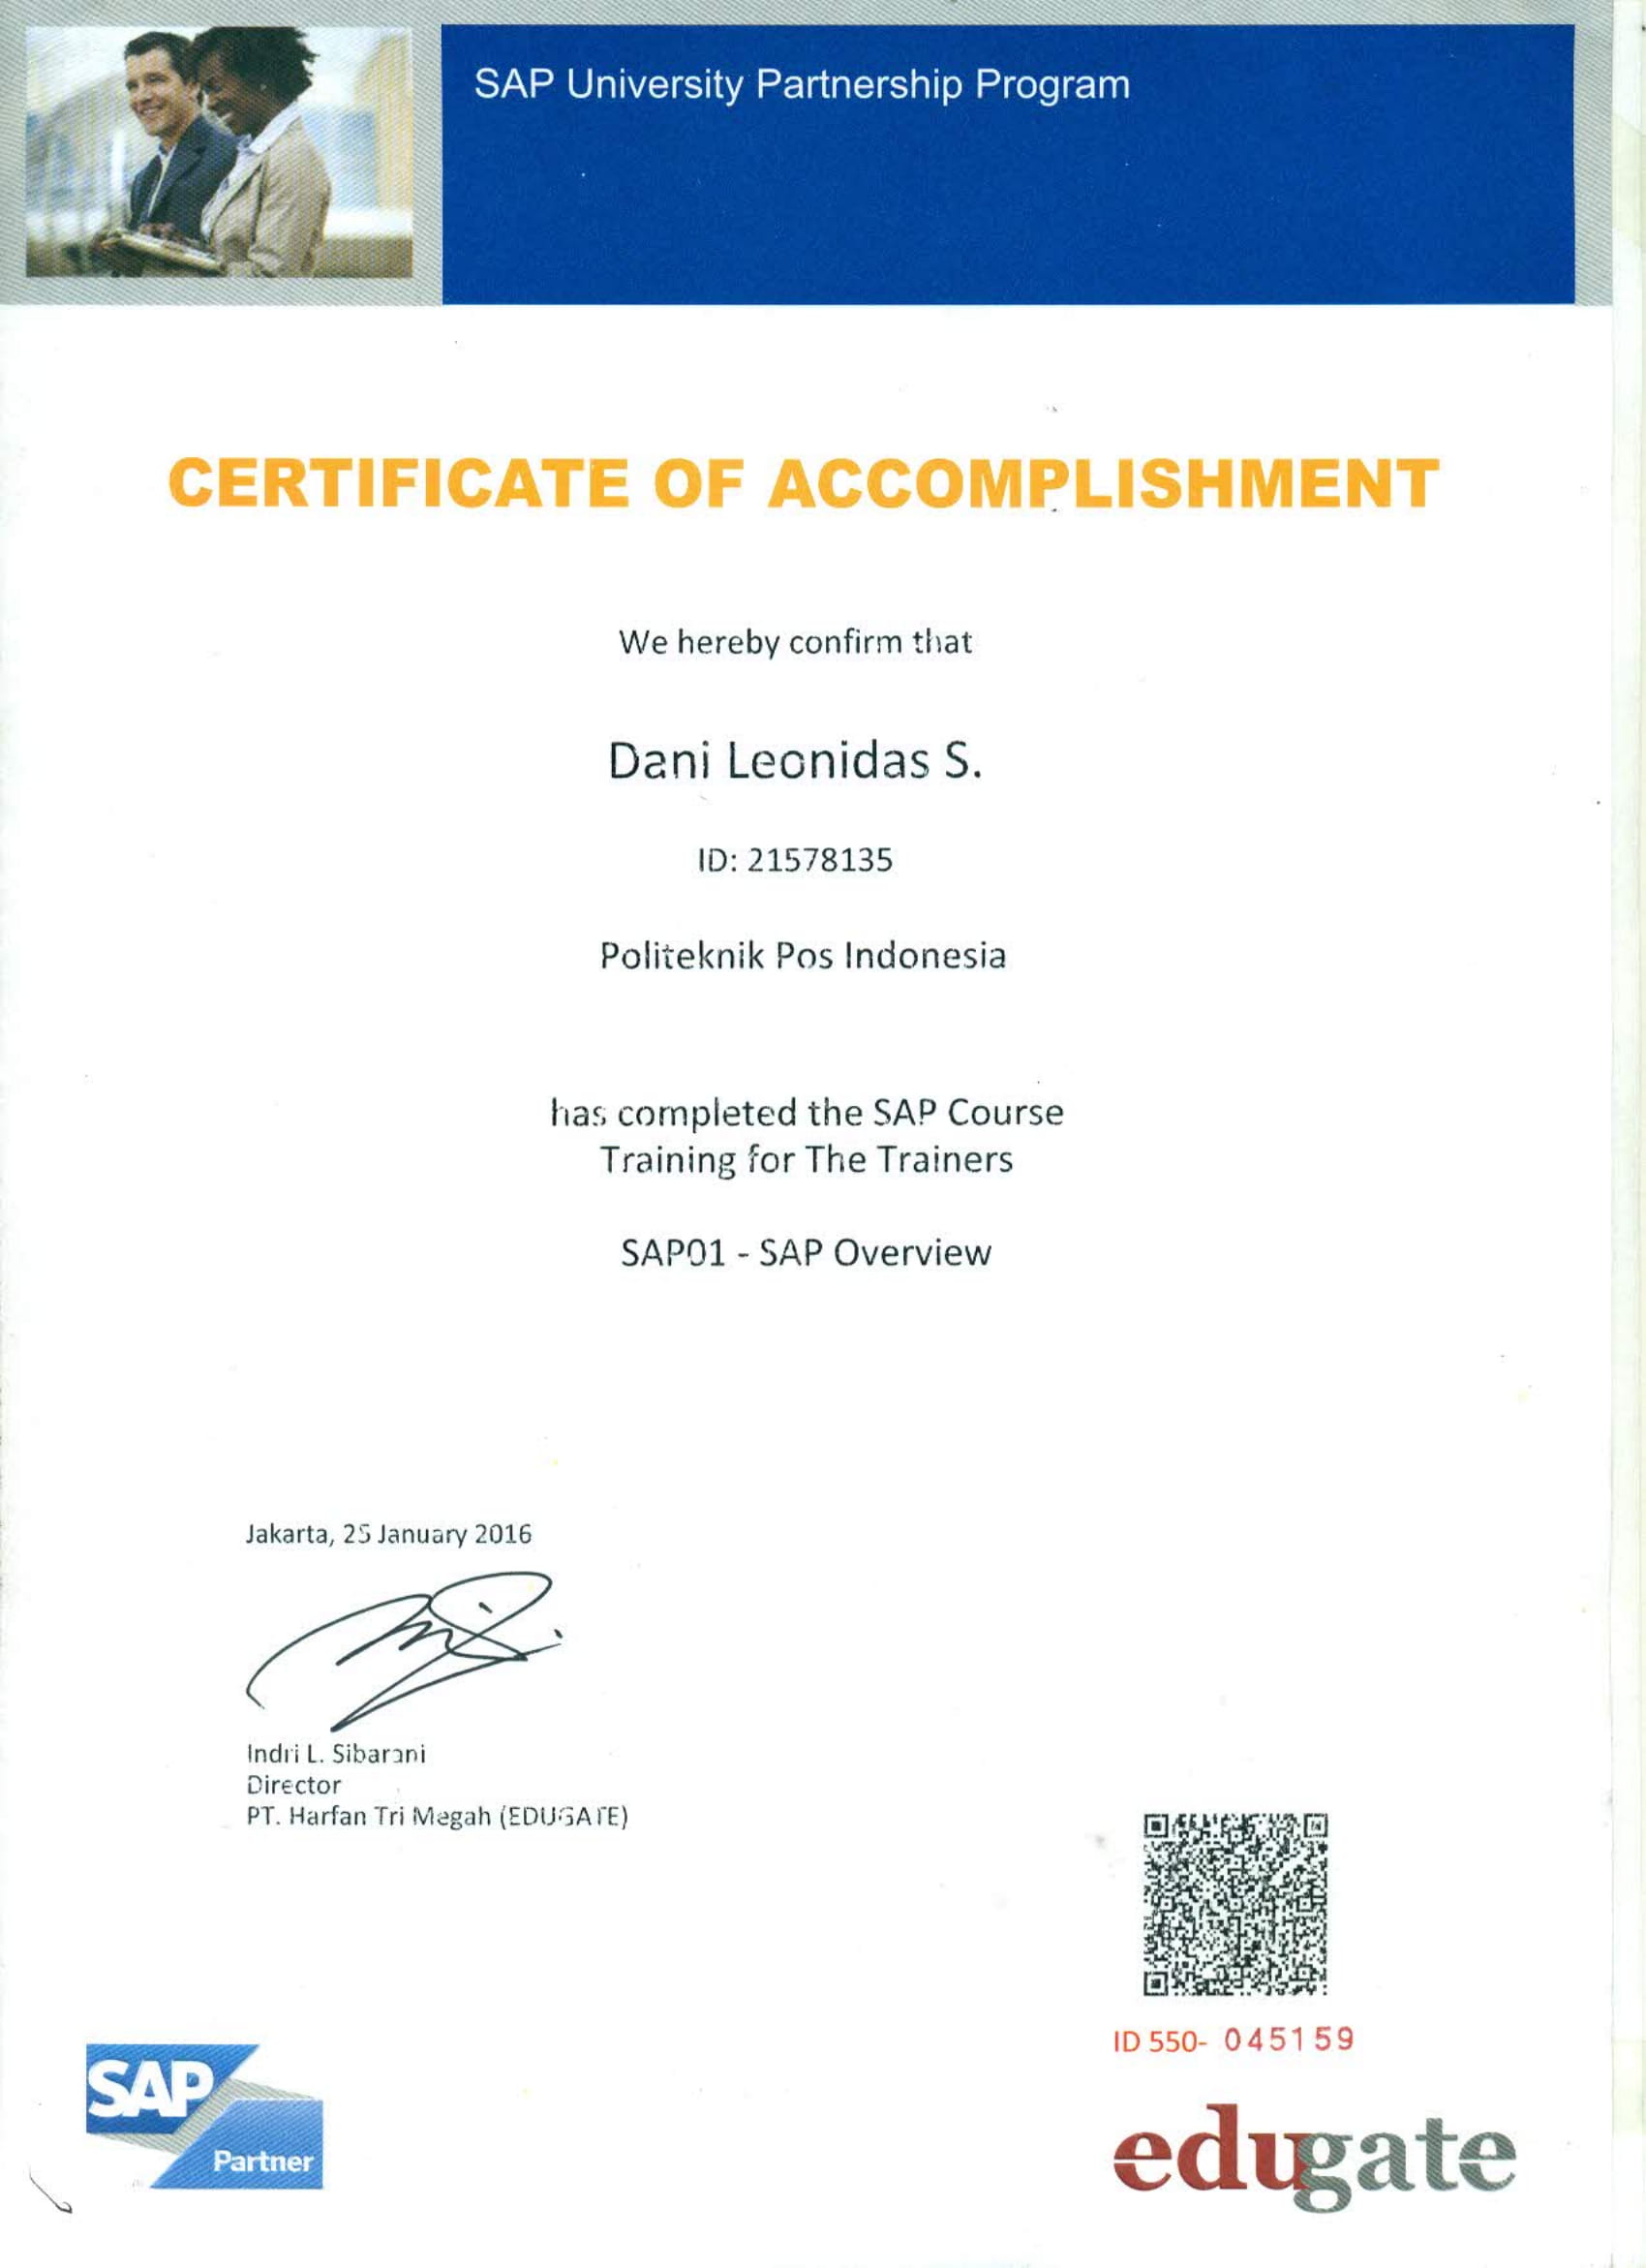 SAP University Partnership Program
CERTIFICATE OF ACCOMPLISHMENT
We hereby confirm that
Dani Leonidas S.
ID: 21578135
Politeknik Pos Indonesia
has completed the SAP Course
Training for The Trainers
SAP01 - SAP Overview
Jakarta, 25 January 2016
Indri L. Sibarani
Director
PT. Harfan Tri Megah (EDUGATE)
ID 550- 045159
SAP
Partner
edugate